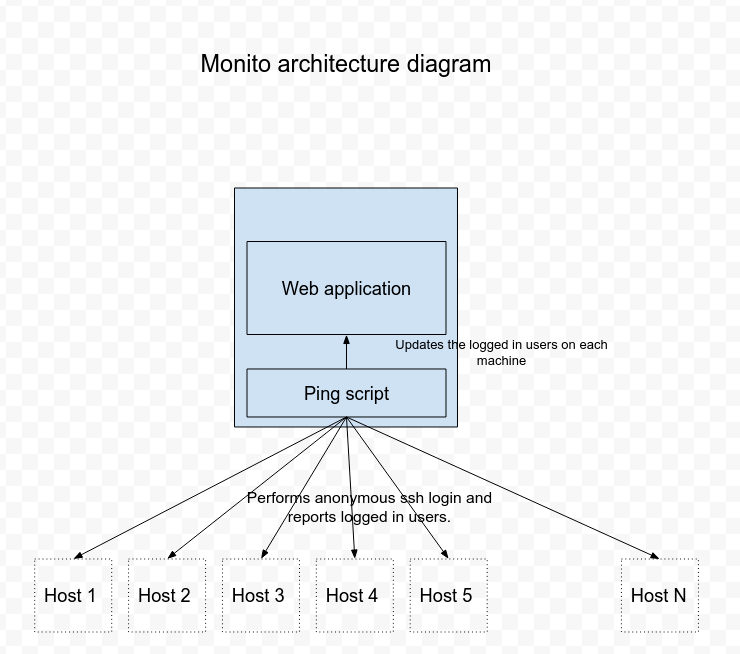 Monito architecture diagram
Web application
Updates the logged in users on each
machine
Ping script
Performs anonymous ssh login and
reports logged in users.
Host 1
Host 2
Host 3
Host 4
Host 5
Host N